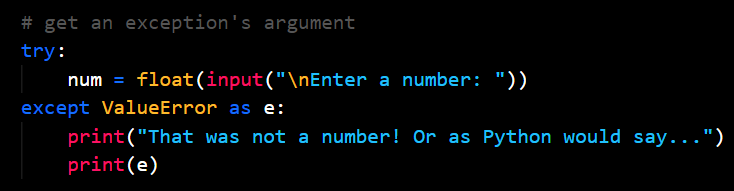 # get an exception's argument
try:
    num = float(input("\nEnter a number: "))
except ValueError as e:
    print("That was not a number! Or as Python would say...")
    print(e)